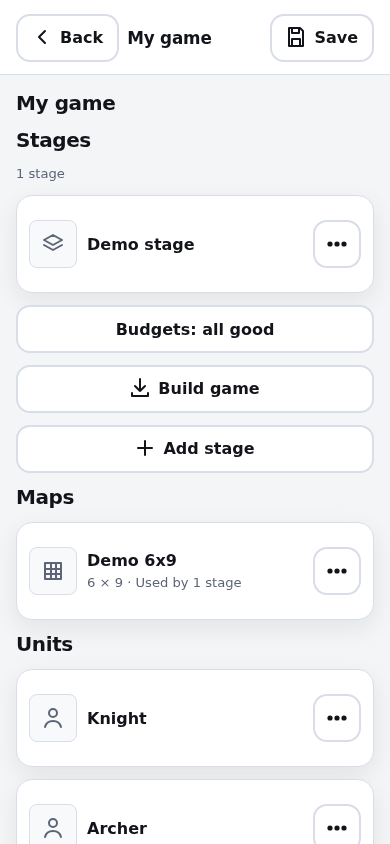 Back
My game
Save
My game
Stages
1 stage
Demo stage
Budgets: all good
Build game
Add stage
Maps
Demo 6x9
6 × 9 · Used by 1 stage
Units
Knight
Archer